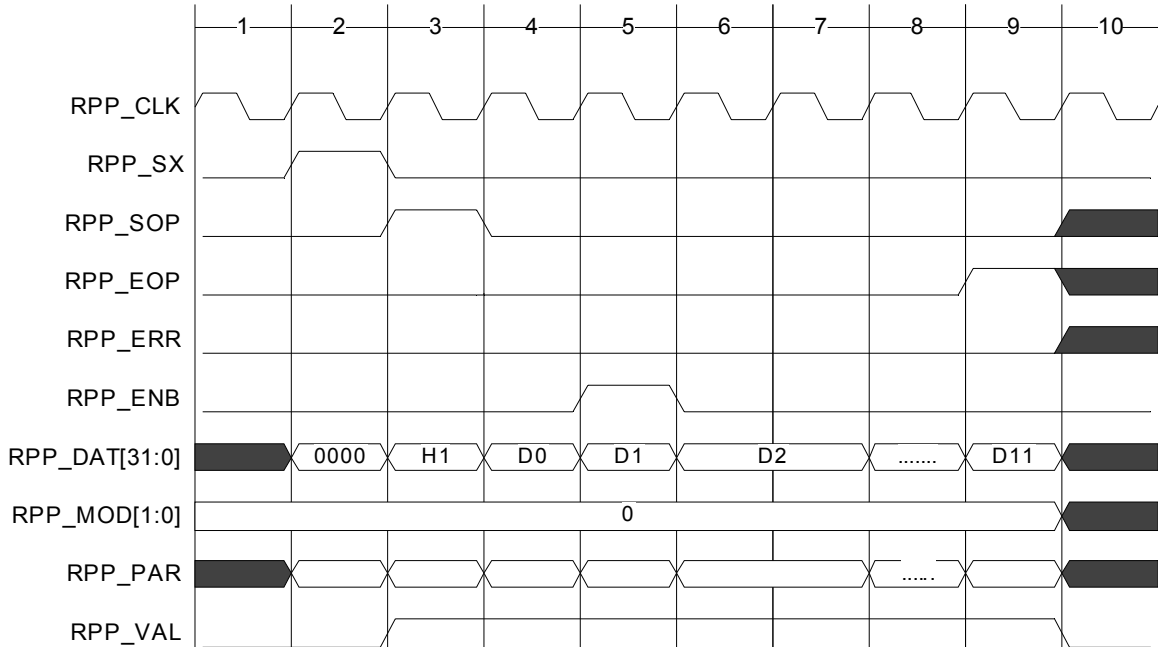 1 2 3 4 5 6 7 8 9 10
RPP_CLK
RPP_SX
RPP_SOP
RPP_EOP
RPP_ERR
RPP_ENB
RPP_DAT[31:0] 0000 H1 D0 D1 D2 ....... D11
RPP_MOD[1:0] 0
RPP_PAR ......
RPP_VAL